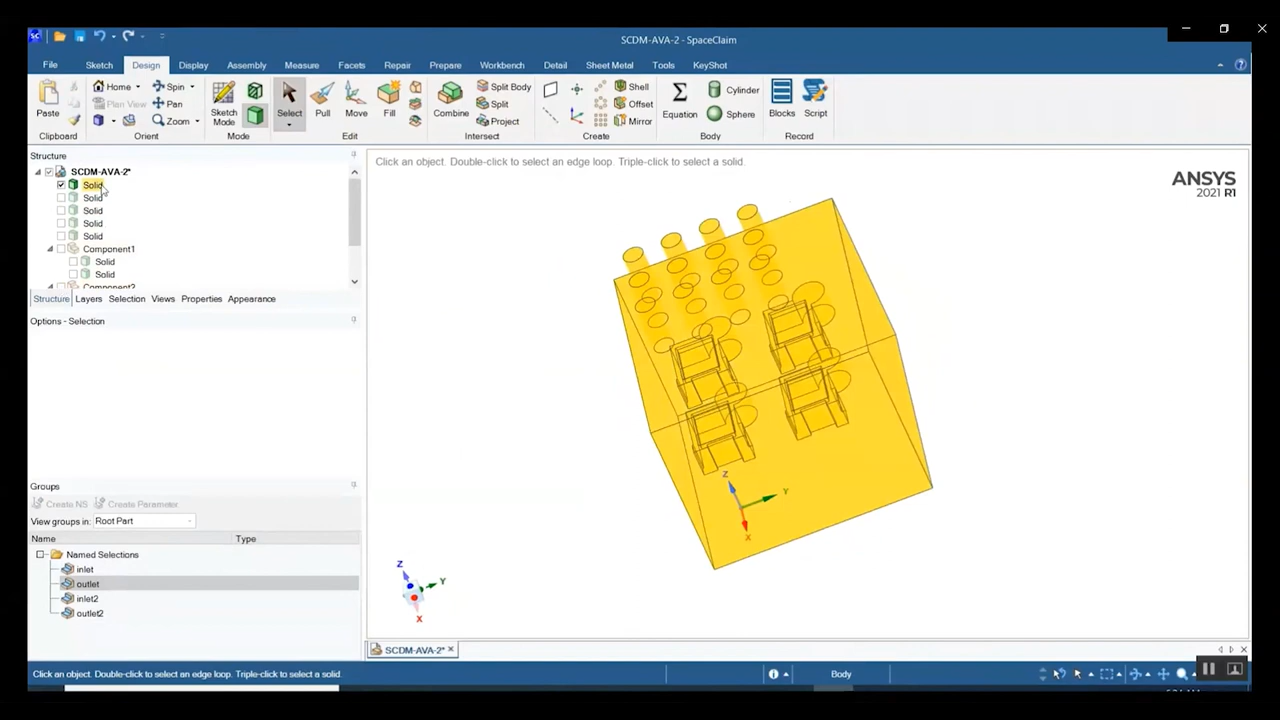 SCDM-AVA-2 - SpaceClaim
File Sketch Design Display Assembly Measure Facets Repair Prepare Workbench Detail Sheet Metal Tools KeyShot
Paste
Clipboard
Home Spin
Plan View Pan
Zoom
Orient
Sketch Mode
Mode
Select Pull Move Fill
Edit
Combine Split Body
Split
Project
Intersect
Shell
Offset
Mirror
Create
Equation Cylinder
Sphere
Body
Blocks Script
Record
Structure
SCDM-AVA-2*
Solid
Solid
Solid
Solid
Solid
Component1
Solid
Solid
Structure Layers Selection Views Properties Appearance
Options - Selection
Groups
Create NS Create Parameter
View groups in: Root Part
Name Type
Named Selections
inlet
outlet
inlet2
outlet2
Click an object. Double-click to select an edge loop. Triple-click to select a solid.
ANSYS
2021 R1
Z
Y
X
Z
Y
X
SCDM-AVA-2*
Click an object. Double-click to select an edge loop. Triple-click to select a solid.
Body